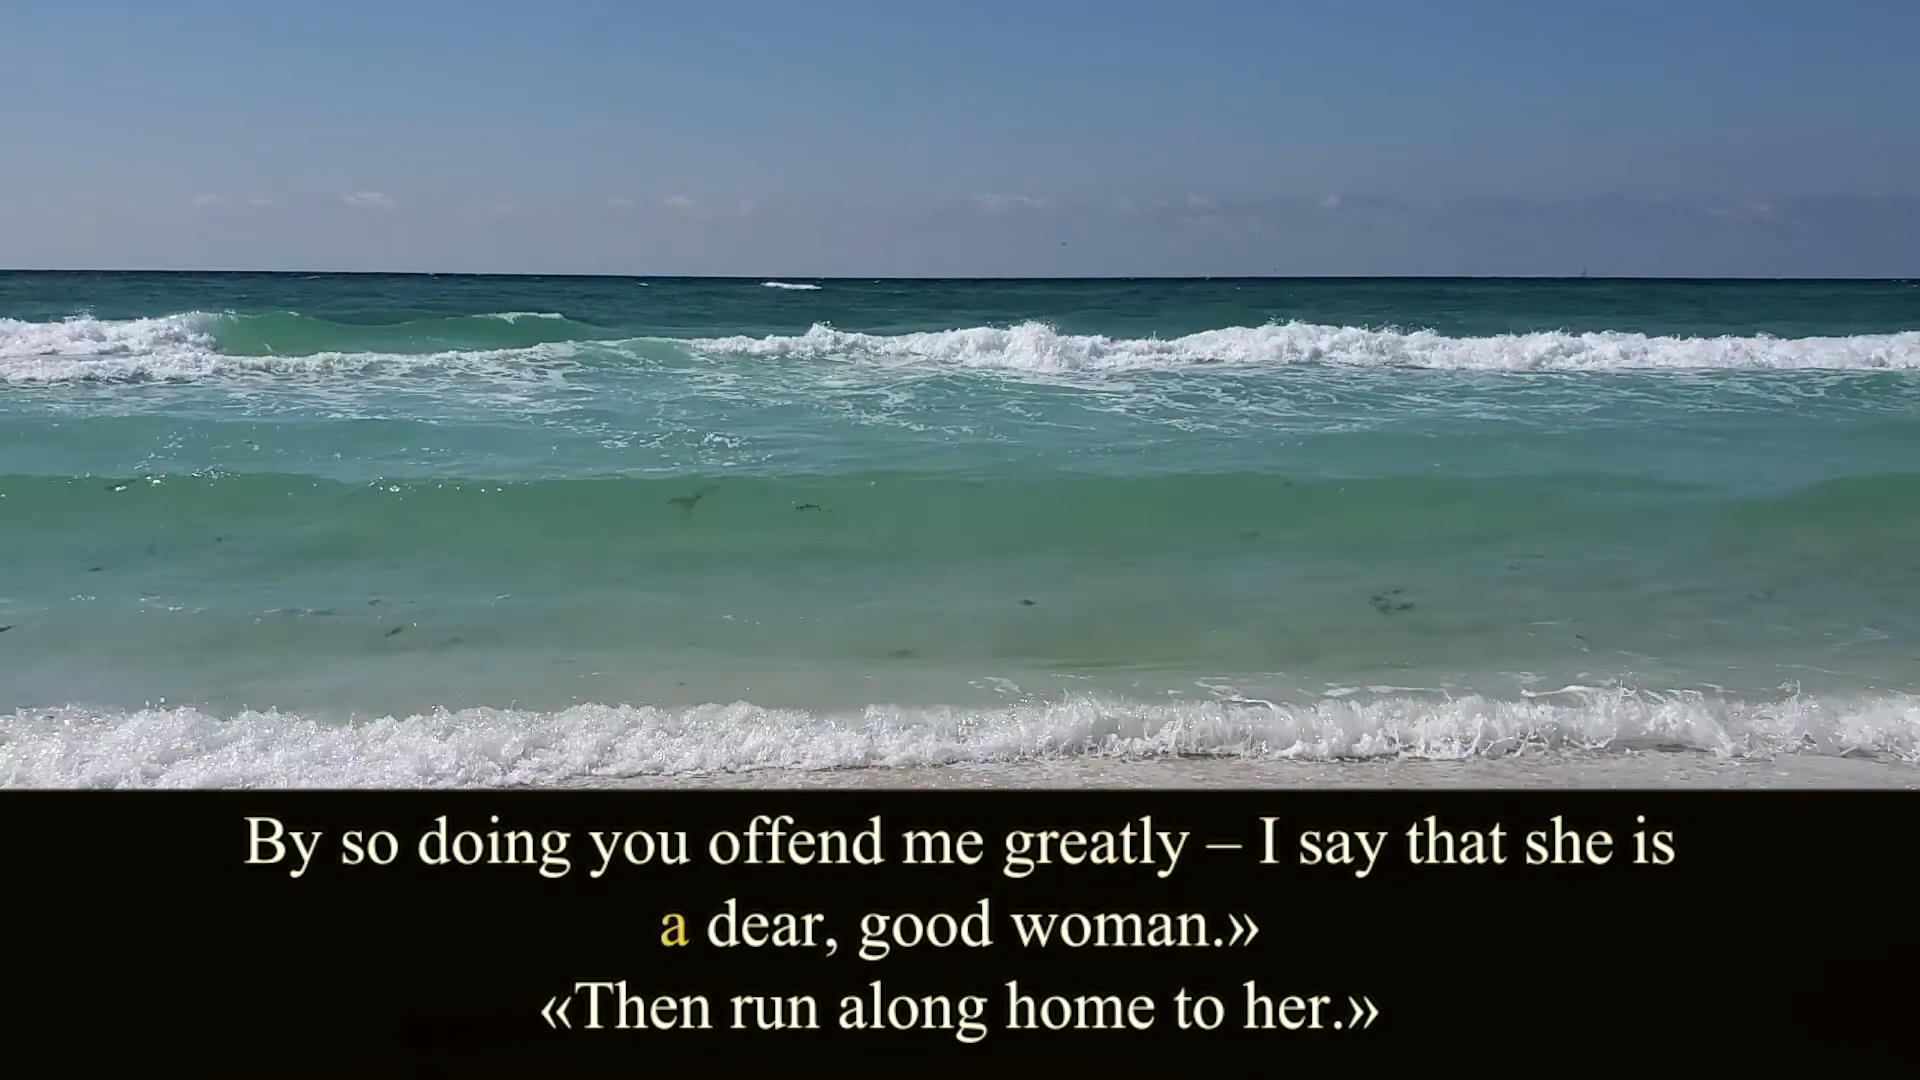 By so doing you offend me greatly – I say that she is
a dear, good woman.»
«Then run along home to her.»